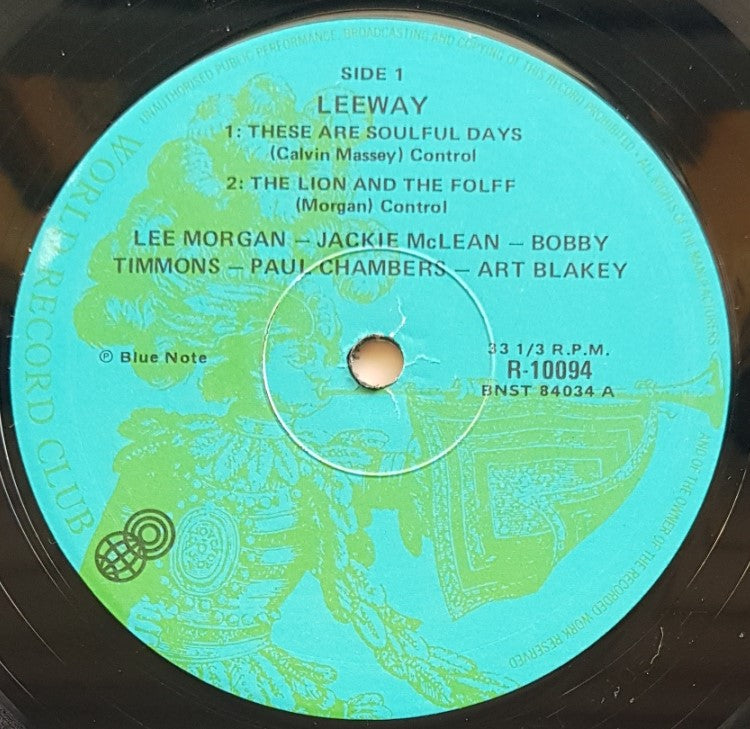 UNAUTHORISED PUBLIC PERFORMANCE, BROADCASTING AND COPYING OF THIS RECORD PROHIBITED - ALL RIGHTS OF THE MANUFACTURERS AND OF THE OWNER OF THE RECORDED WORK RESERVED
WORLD RECORD CLUB
SIDE 1
LEEWAY
1: THESE ARE SOULFUL DAYS
(Calvin Massey) Control
2: THE LION AND THE FOLFF
(Morgan) Control
LEE MORGAN – JACKIE McLEAN – BOBBY
TIMMONS – PAUL CHAMBERS – ART BLAKEY
℗ Blue Note
33 1/3 R.P.M.
R-10094
BNST 84034 A